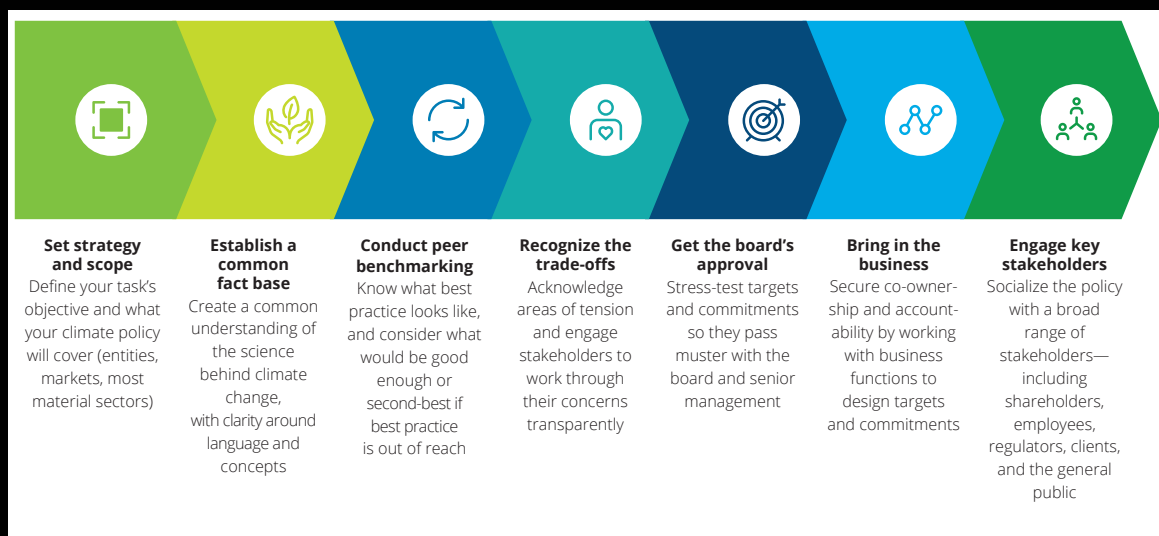 Set strategy
and scope
Define your task's
objective and what
your climate policy
will cover (entities,
markets, most
material sectors)
Establish a
common
fact base
Create a common
understanding of
the science
behind climate
change,
with clarity around
language and
concepts
Conduct peer
benchmarking
Know what best
practice looks like,
and consider what
would be good
enough or
second-best if
best practice
is out of reach
Recognize the
trade-offs
Acknowledge
areas of tension
and engage
stakeholders to
work through
their concerns
transparently
Get the board's
approval
Stress-test targets
and commitments
so they pass
muster with the
board and senior
management
Bring in the
business
Secure co-owner-
ship and account-
ability by working
with business
functions to
design targets
and commitments
Engage key
stakeholders
Socialize the policy
with a broad
range of
stakeholders—
including
shareholders,
employees,
regulators, clients,
and the general
public